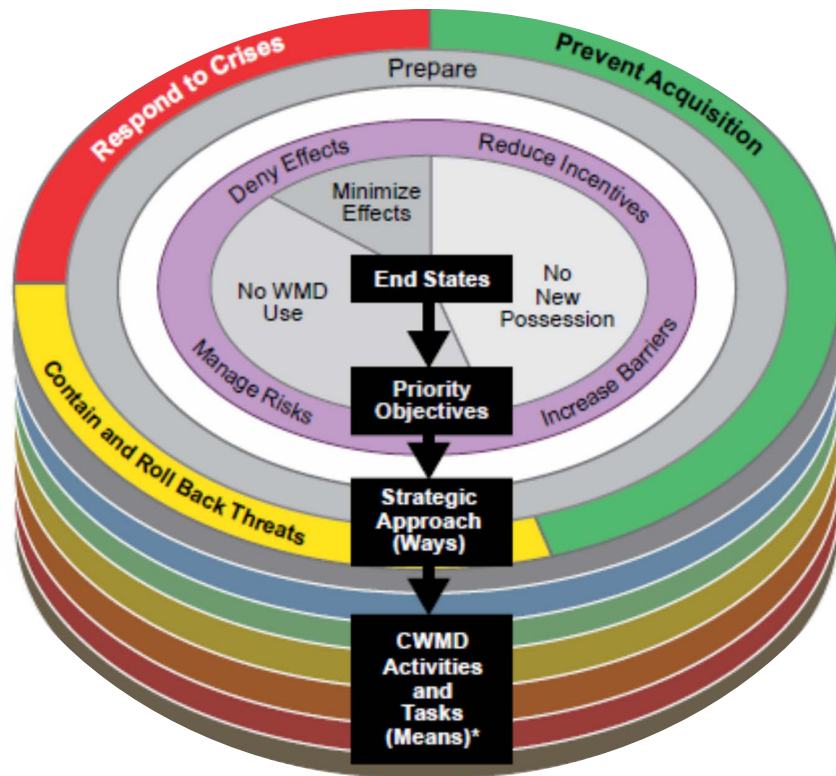 Respond to Crises
Prevent Acquisition
Prepare
Deny Effects
Reduce Incentives
Minimize
Effects
End States
No WMD
Use
No
New
Possession
Manage Risks
Priority
Objectives
Increase Barriers
Contain and Roll Back Threats
Strategic
Approach
(Ways)
CWMD
Activities
and
Tasks
(Means)*